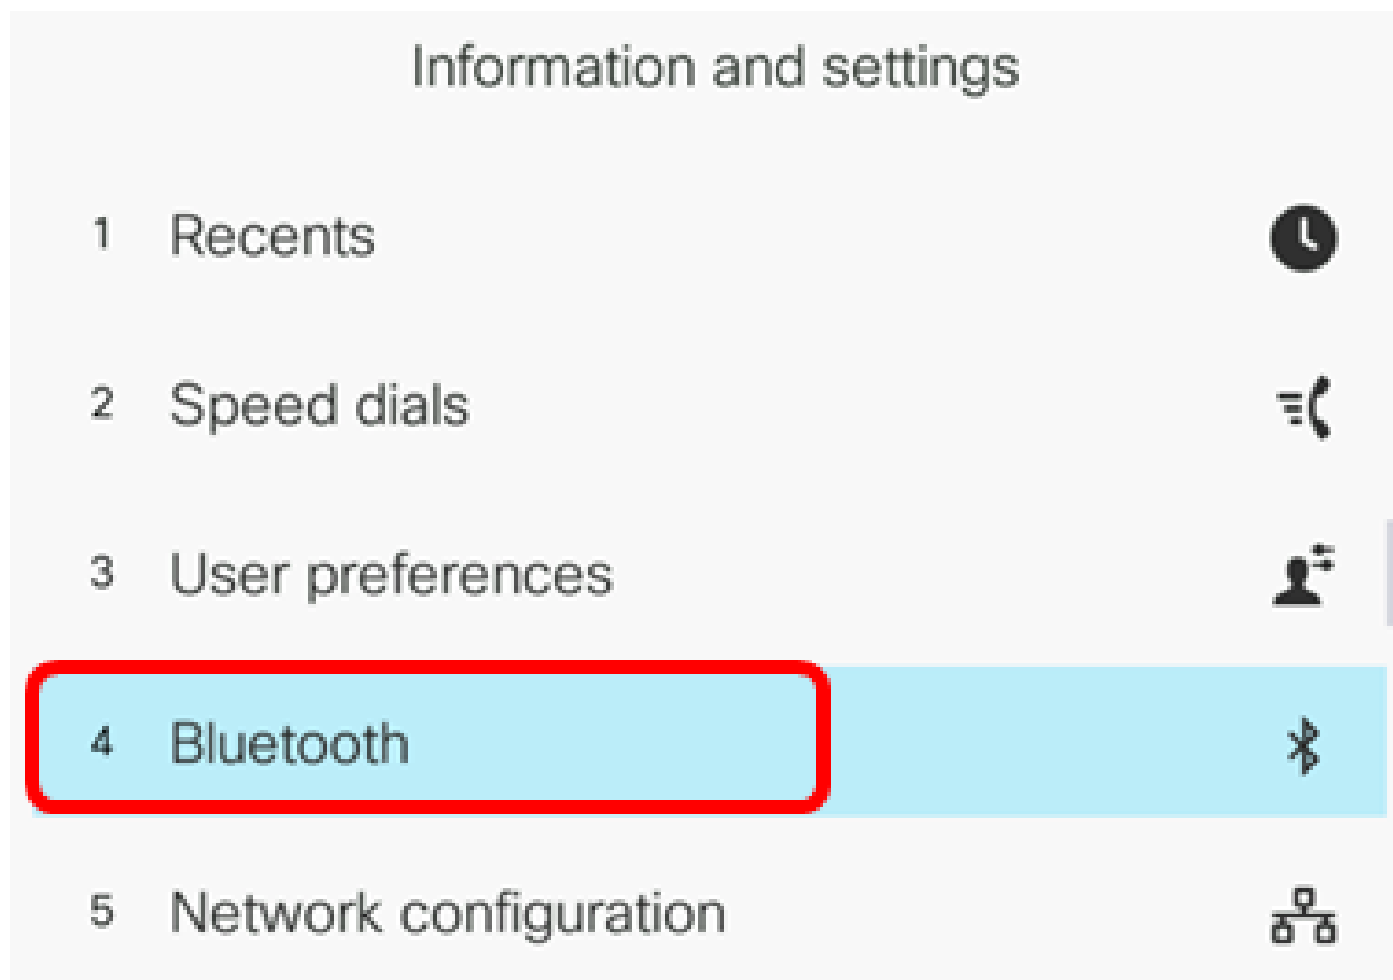 Information and settings
1 Recents
2 Speed dials
3 User preferences
4 Bluetooth
5 Network configuration